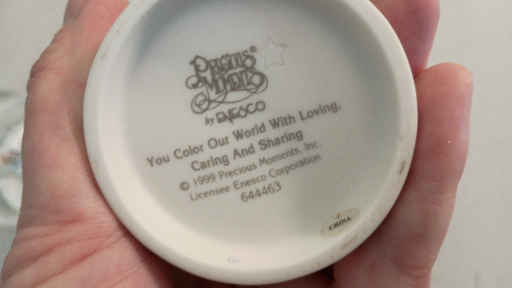 Precious®
Moments
by ENESCO
You Color Our World With Loving,
Caring And Sharing
© 1999 Precious Moments, Inc.
Licensee Enesco Corporation
644463
CHINA